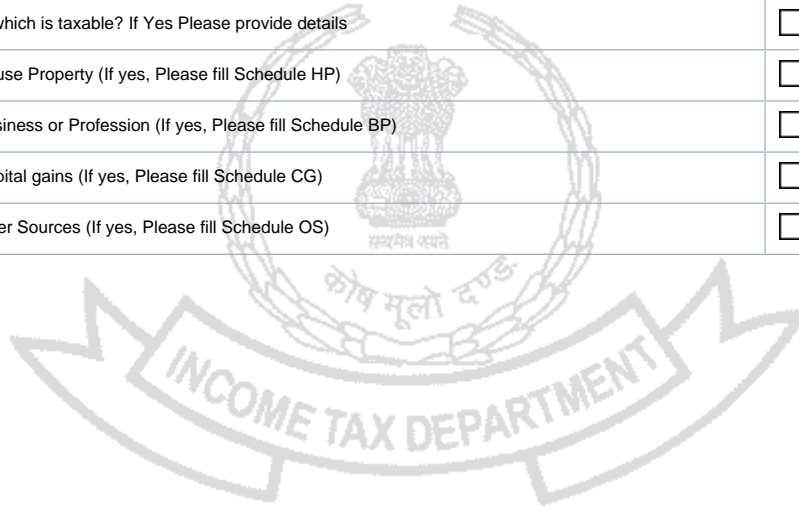 which is taxable? If Yes Please provide details
use Property (If yes, Please fill Schedule HP)
siness or Profession (If yes, Please fill Schedule BP)
pital gains (If yes, Please fill Schedule CG)
er Sources (If yes, Please fill Schedule OS)
सत्यमेव जयते
कोष मूलो दण्डः
INCOME TAX DEPARTMENT